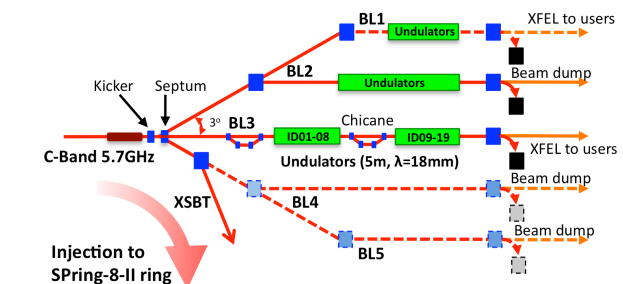 BL1
XFEL to users
Undulators
BL2
Beam dump
Undulators
Kicker
Septum
3°
BL3
Chicane
ID01-08
ID09-19
C-Band 5.7GHz
Undulators (5m, λ=18mm)
XFEL to users
XSBT
Beam dump
BL4
Injection to
SPring-8-II ring
BL5
Beam dump